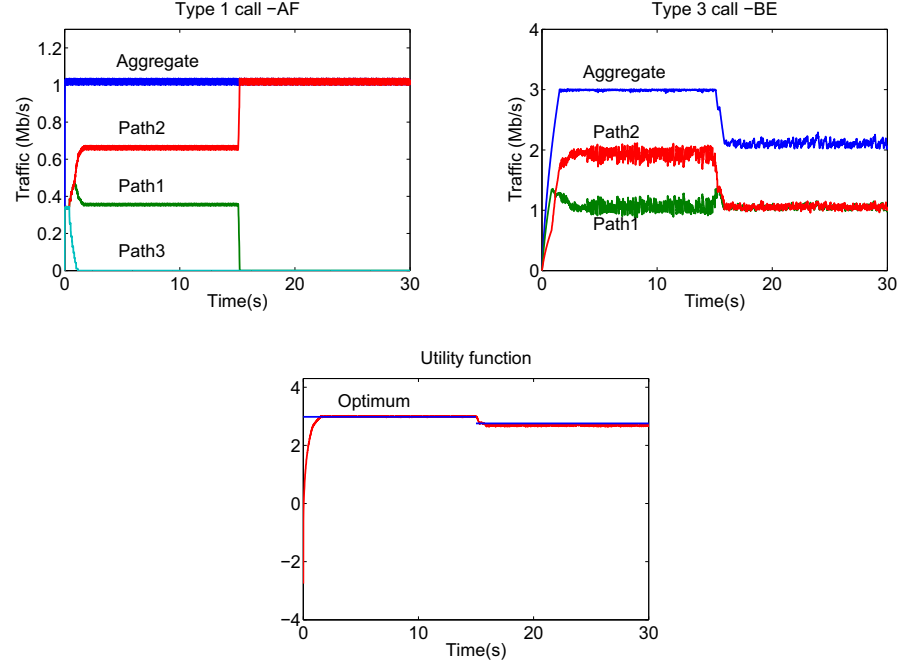 Type 1 call −AF
Traffic (Mb/s)
1.2
1
0.8
0.6
0.4
0.2
0
Aggregate
Path2
Path1
Path3
0
10
20
30
Time(s)
Type 3 call −BE
Traffic (Mb/s)
4
3
2
1
0
Aggregate
Path2
Path1
0
10
20
30
Time(s)
Utility function
4
2
0
−2
−4
Optimum
0
10
20
30
Time(s)